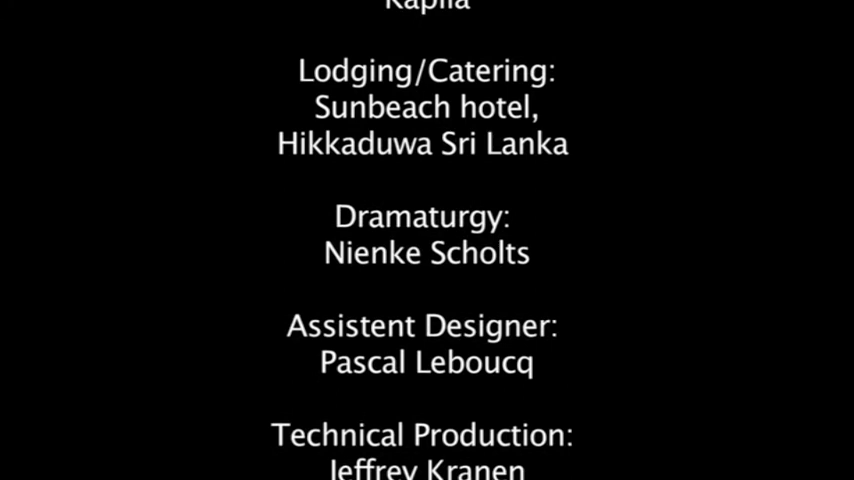 Kapila
Lodging/Catering:
Sunbeach hotel,
Hikkaduwa Sri Lanka
Dramaturgy:
Nienke Scholts
Assistent Designer:
Pascal Leboucq
Technical Production:
Jeffrey Kranen